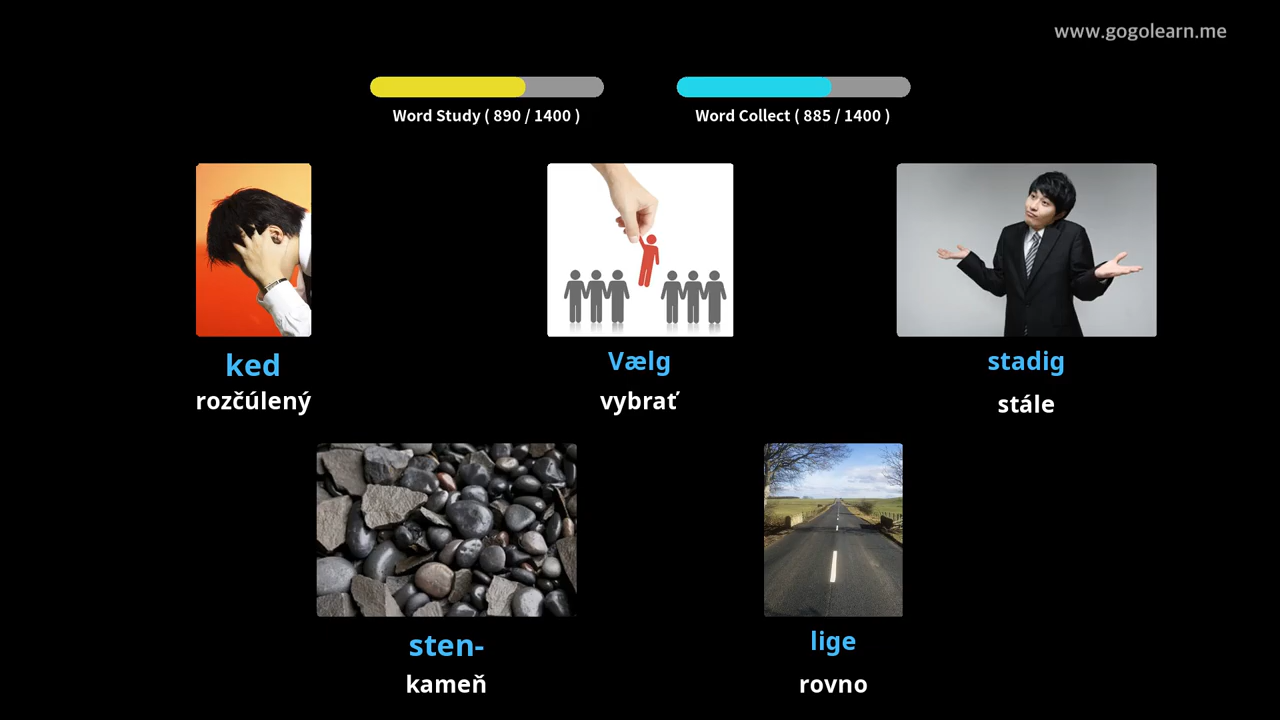 www.gogolearn.me
Word Study ( 890 / 1400 )
Word Collect ( 885 / 1400 )
ked
rozčúlený
Vælg
vybrať
stadig
stále
sten-
kameň
lige
rovno